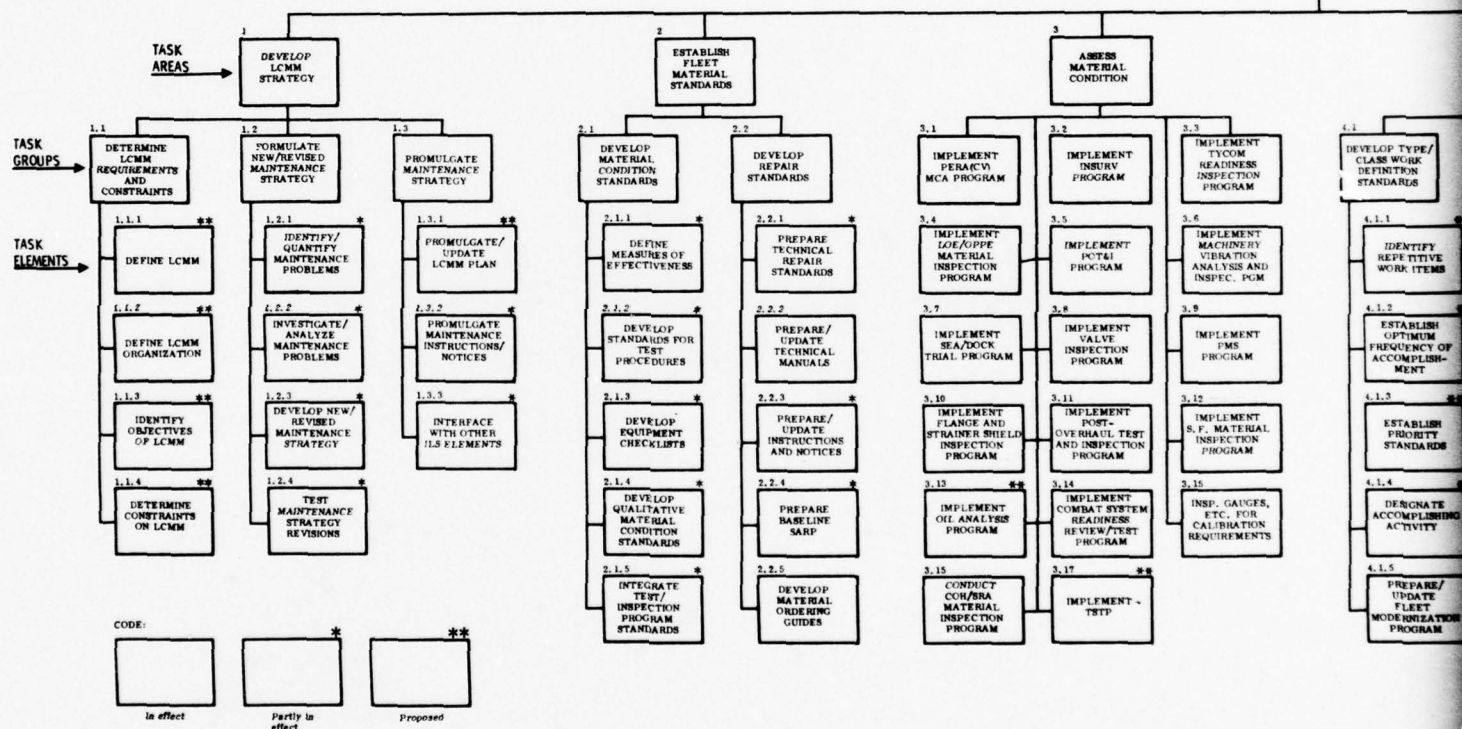 TASK
AREAS
1
DEVELOP
LCMM
STRATEGY
2
ESTABLISH
FLEET
MATERIAL
STANDARDS
3
ASSESS
MATERIAL
CONDITION
TASK
GROUPS
1.1
DETERMINE
LCMM
REQUIREMENTS
AND
CONSTRAINTS
1.2
FORMULATE
NEW/REVISED
MAINTENANCE
STRATEGY
1.3
PROMULGATE
MAINTENANCE
STRATEGY
2.1
DEVELOP
MATERIAL
CONDITION
STANDARDS
2.2
DEVELOP
REPAIR
STANDARDS
3.1
IMPLEMENT
PERA(CV)
MCA PROGRAM
3.2
IMPLEMENT
INSURV
PROGRAM
3.3
IMPLEMENT
TYCOM
READINESS
INSPECTION
PROGRAM
4.1
DEVELOP TYPE/
CLASS WORK
DEFINITION
STANDARDS
TASK
ELEMENTS
1.1.1 **
DEFINE LCMM
1.2.1 *
IDENTIFY/
QUANTIFY
MAINTENANCE
PROBLEMS
1.3.1 **
PROMULGATE/
UPDATE
LCMM PLAN
2.1.1 *
DEFINE
MEASURES OF
EFFECTIVENESS
2.2.1 *
PREPARE
TECHNICAL
REPAIR
STANDARDS
3.4
IMPLEMENT
LOE/OPPE
MATERIAL
INSPECTION
PROGRAM
3.5
IMPLEMENT
POT&I
PROGRAM
3.6
IMPLEMENT
MACHINERY
VIBRATION
ANALYSIS AND
INSPEC. PGM
4.1.1 *
IDENTIFY
REPETITIVE
WORK ITEMS
1.1.2 **
DEFINE LCMM
ORGANIZATION
2.2.2 *
INVESTIGATE/
ANALYZE
MAINTENANCE
PROBLEMS
1.3.2 *
PROMULGATE
MAINTENANCE
INSTRUCTIONS/
NOTICES
2.1.2 *
DEVELOP
STANDARDS FOR
TEST
PROCEDURES
2.2.2
PREPARE/
UPDATE
TECHNICAL
MANUALS
3.7
IMPLEMENT
SEA/DOCK
TRIAL PROGRAM
3.8
IMPLEMENT
VALVE
INSPECTION
PROGRAM
3.9
IMPLEMENT
PMS
PROGRAM
4.1.2 *
ESTABLISH
OPTIMUM
FREQUENCY OF
ACCOMPLISH-
MENT
1.1.3 **
IDENTIFY
OBJECTIVES
OF LCMM
1.2.3 *
DEVELOP NEW/
REVISED
MAINTENANCE
STRATEGY
1.3.3 *
INTERFACE
WITH OTHER
ILS ELEMENTS
2.1.3 *
DEVELOP
EQUIPMENT
CHECKLISTS
2.2.3 *
PREPARE/
UPDATE
INSTRUCTIONS
AND NOTICES
3.10
IMPLEMENT
FLANGE AND
STRAINER SHIELD
INSPECTION
PROGRAM
3.11
IMPLEMENT
POST-
OVERHAUL TEST
AND INSPECTION
PROGRAM
3.12
IMPLEMENT
S.F. MATERIAL
INSPECTION
PROGRAM
4.1.3 **
ESTABLISH
PRIORITY
STANDARDS
1.1.4 **
DETERMINE
CONSTRAINTS
ON LCMM
1.2.4 *
TEST
MAINTENANCE
STRATEGY
REVISIONS
2.1.4 *
DEVELOP
QUALITATIVE
MATERIAL
CONDITION
STANDARDS
2.2.4 *
PREPARE
BASELINE
SARP
3.13 **
IMPLEMENT
OIL ANALYSIS
PROGRAM
3.14
IMPLEMENT
COMBAT SYSTEM
READINESS
REVIEW/TEST
PROGRAM
3.15
INSP. GAUGES,
ETC. FOR
CALIBRATION
REQUIREMENTS
4.1.4 *
DESIGNATE
ACCOMPLISHING
ACTIVITY
2.1.5 *
INTEGRATE
TEST/
INSPECTION
PROGRAM
STANDARDS
2.2.5
DEVELOP
MATERIAL
ORDERING
GUIDES
3.15
CONDUCT
COH/SRA
MATERIAL
INSPECTION
PROGRAM
3.17 **
IMPLEMENT
TSTP
4.1.5
PREPARE/
UPDATE
FLEET
MODERNIZATION
PROGRAM
CODE:
In effect
*
Partly in
effect
**
Proposed